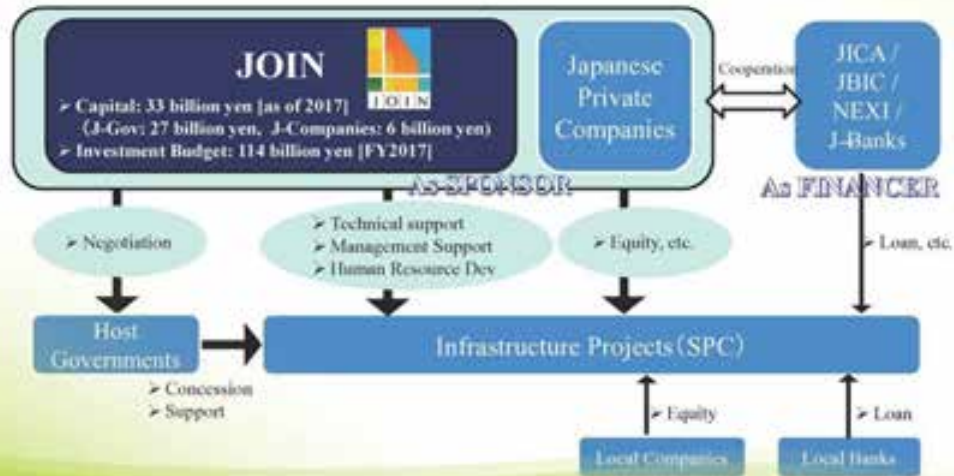 JOIN
JOIN
➤ Capital: 33 billion yen [as of 2017]
(J-Gov: 27 billion yen, J-Companies: 6 billion yen)
➤ Investment Budget: 114 billion yen [FY2017]
Japanese
Private
Companies
Cooperation
JICA /
JBIC /
NEXI /
J-Banks
As SPONSOR
As FINANCER
➤ Negotiation
➤ Technical support
➤ Management Support
➤ Human Resource Dev
➤ Equity, etc.
➤ Loan, etc.
Host
Governments
Infrastructure Projects(SPC)
➤ Concession
➤ Support
➤ Equity
➤ Loan
Local Companies
Local Banks